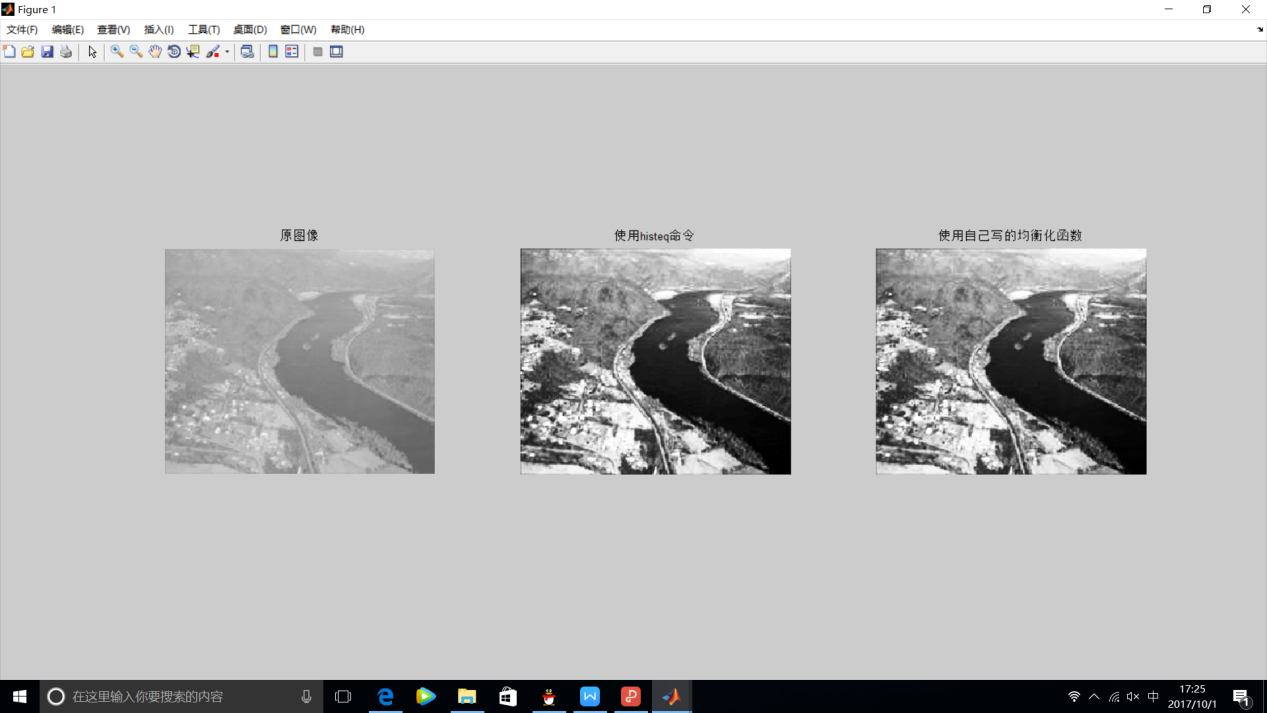 Figure 1
文件(F) 编辑(E) 查看(V) 插入(I) 工具(T) 桌面(D) 窗口(W) 帮助(H)
原图像 使用histeq命令 使用自己写的均衡化函数
在这里输入你要搜索的内容
中
17:25
2017/10/1
1